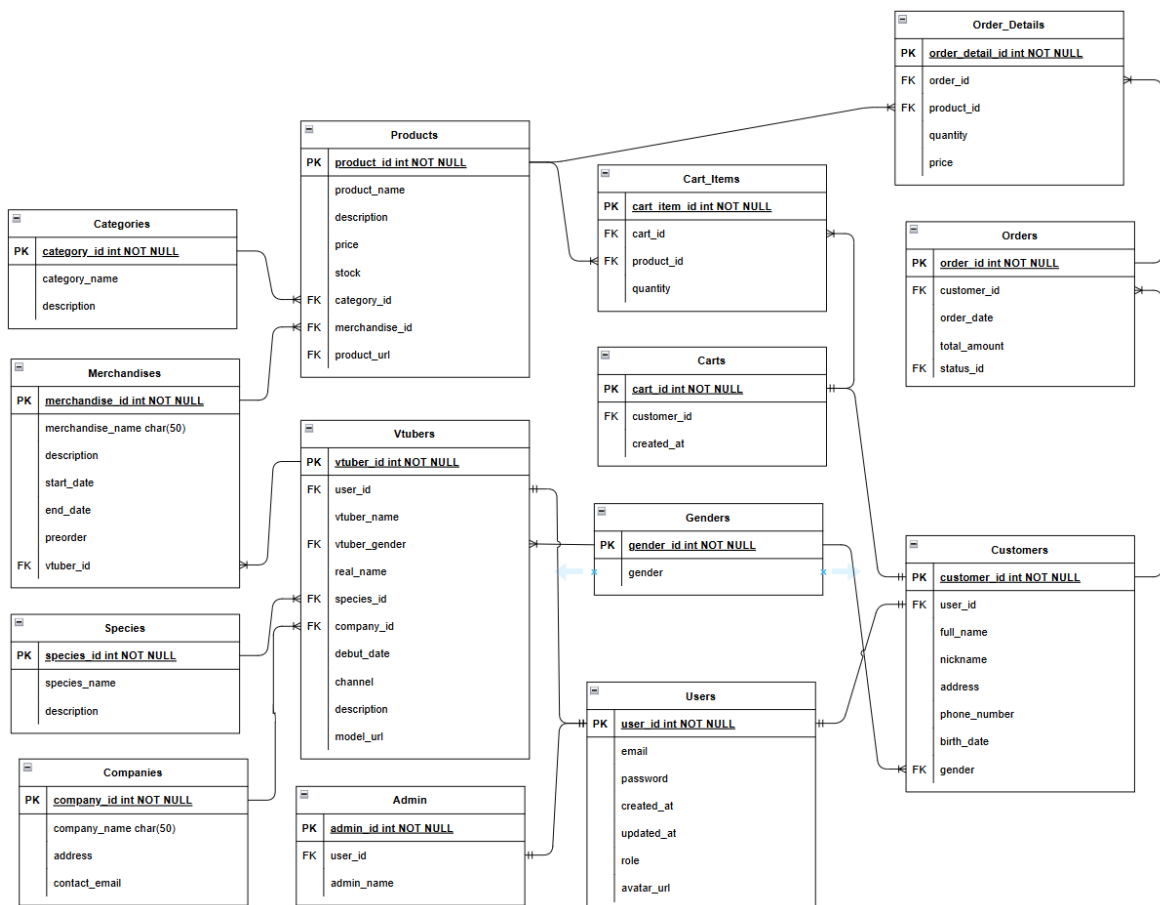 Order_Details
PK order_detail_id int NOT NULL
FK order_id
FK product_id
quantity
price
Products
PK product_id int NOT NULL
product_name
description
price
stock
FK category_id
FK merchandise_id
FK product_url
Cart_Items
PK cart_item_id int NOT NULL
FK cart_id
FK product_id
quantity
Categories
PK category_id int NOT NULL
category_name
description
Orders
PK order_id int NOT NULL
FK customer_id
order_date
total_amount
FK status_id
Merchandises
PK merchandise_id int NOT NULL
merchandise_name char(50)
description
start_date
end_date
preorder
FK vtuber_id
Carts
PK cart_id int NOT NULL
FK customer_id
created_at
Vtubers
PK vtuber_id int NOT NULL
FK user_id
vtuber_name
FK vtuber_gender
real_name
FK species_id
FK company_id
debut_date
channel
description
model_url
Genders
PK gender_id int NOT NULL
gender
Customers
PK customer_id int NOT NULL
FK user_id
full_name
nickname
address
phone_number
birth_date
FK gender
Species
PK species_id int NOT NULL
species_name
description
Users
PK user_id int NOT NULL
email
password
created_at
updated_at
role
avatar_url
Companies
PK company_id int NOT NULL
company_name char(50)
address
contact_email
Admin
PK admin_id int NOT NULL
FK user_id
admin_name